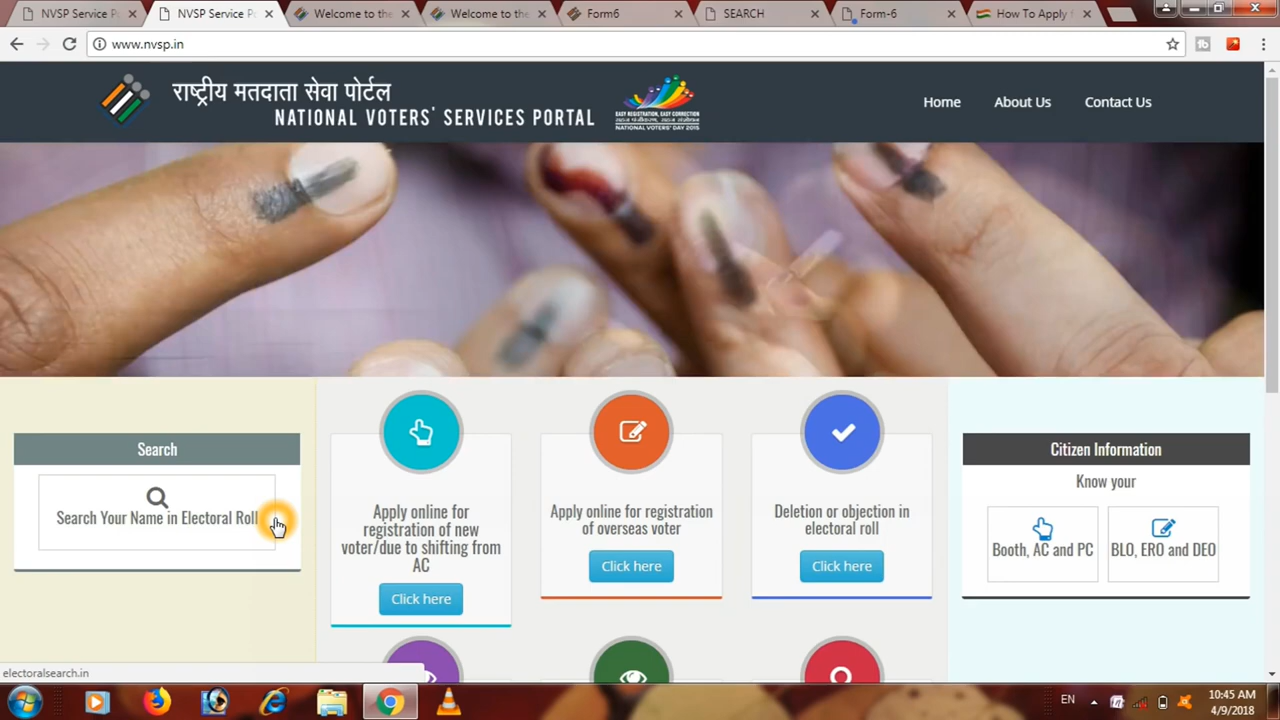 NVSP Service P
NVSP Service P
Welcome to the
Welcome to the
Form6
SEARCH
Form-6
How To Apply
www.nvsp.in
राष्ट्रीय मतदाता सेवा पोर्टल
NATIONAL VOTERS' SERVICES PORTAL
EASY REGISTRATION, EASY CORRECTION
NATIONAL VOTERS' DAY 2015
Home
About Us
Contact Us
Search
Search Your Name in Electoral Roll
Apply online for
registration of new
voter/due to shifting from
AC
Click here
Apply online for registration
of overseas voter
Click here
Deletion or objection in
electoral roll
Click here
Citizen Information
Know your
Booth, AC and PC
BLO, ERO and DEO
electoralsearch.in
EN
10:45 AM
4/9/2018